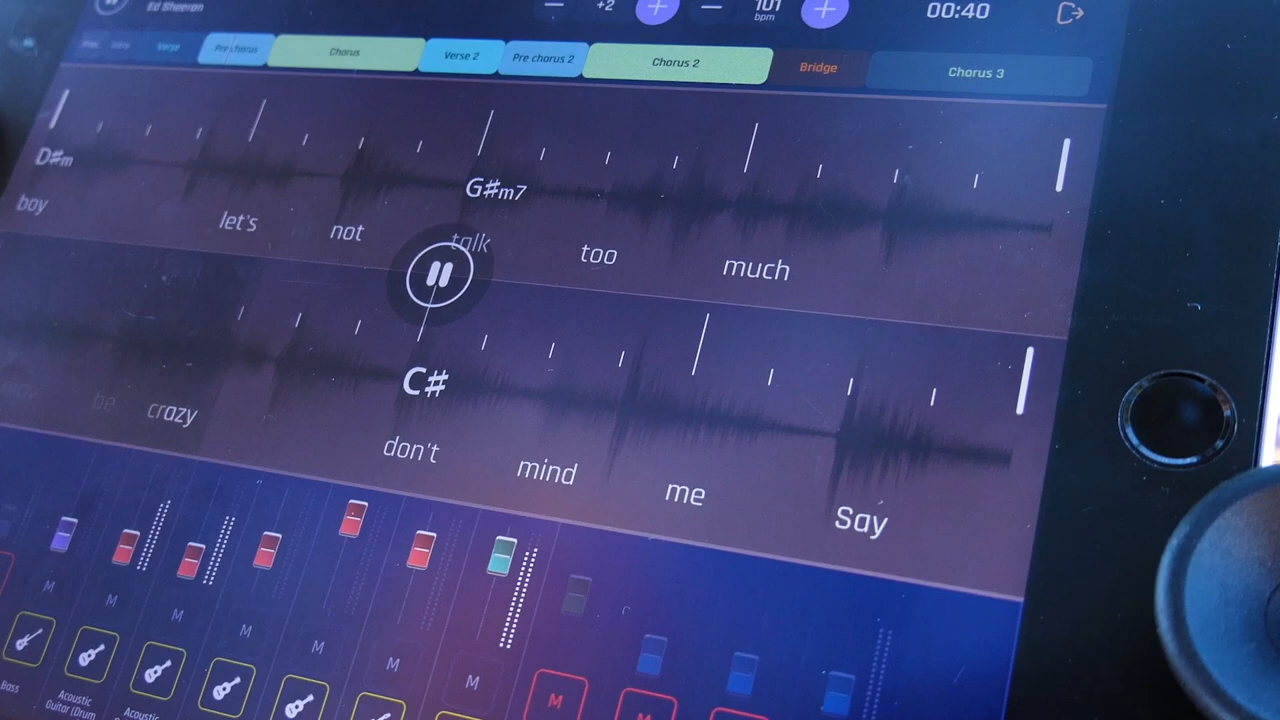 Ed Sheeran
+2
101
bpm
00:40
Verse
Pre chorus
Chorus
Verse 2
Pre chorus 2
Chorus 2
Bridge
Chorus 3
D#m
G#m7
boy
let's
not
talk
too
much
C#
be
crazy
don't
mind
me
Say
M
M
M
M
M
M
M
M
M
Bass
Acoustic
Guitar (Drum
Acoustic